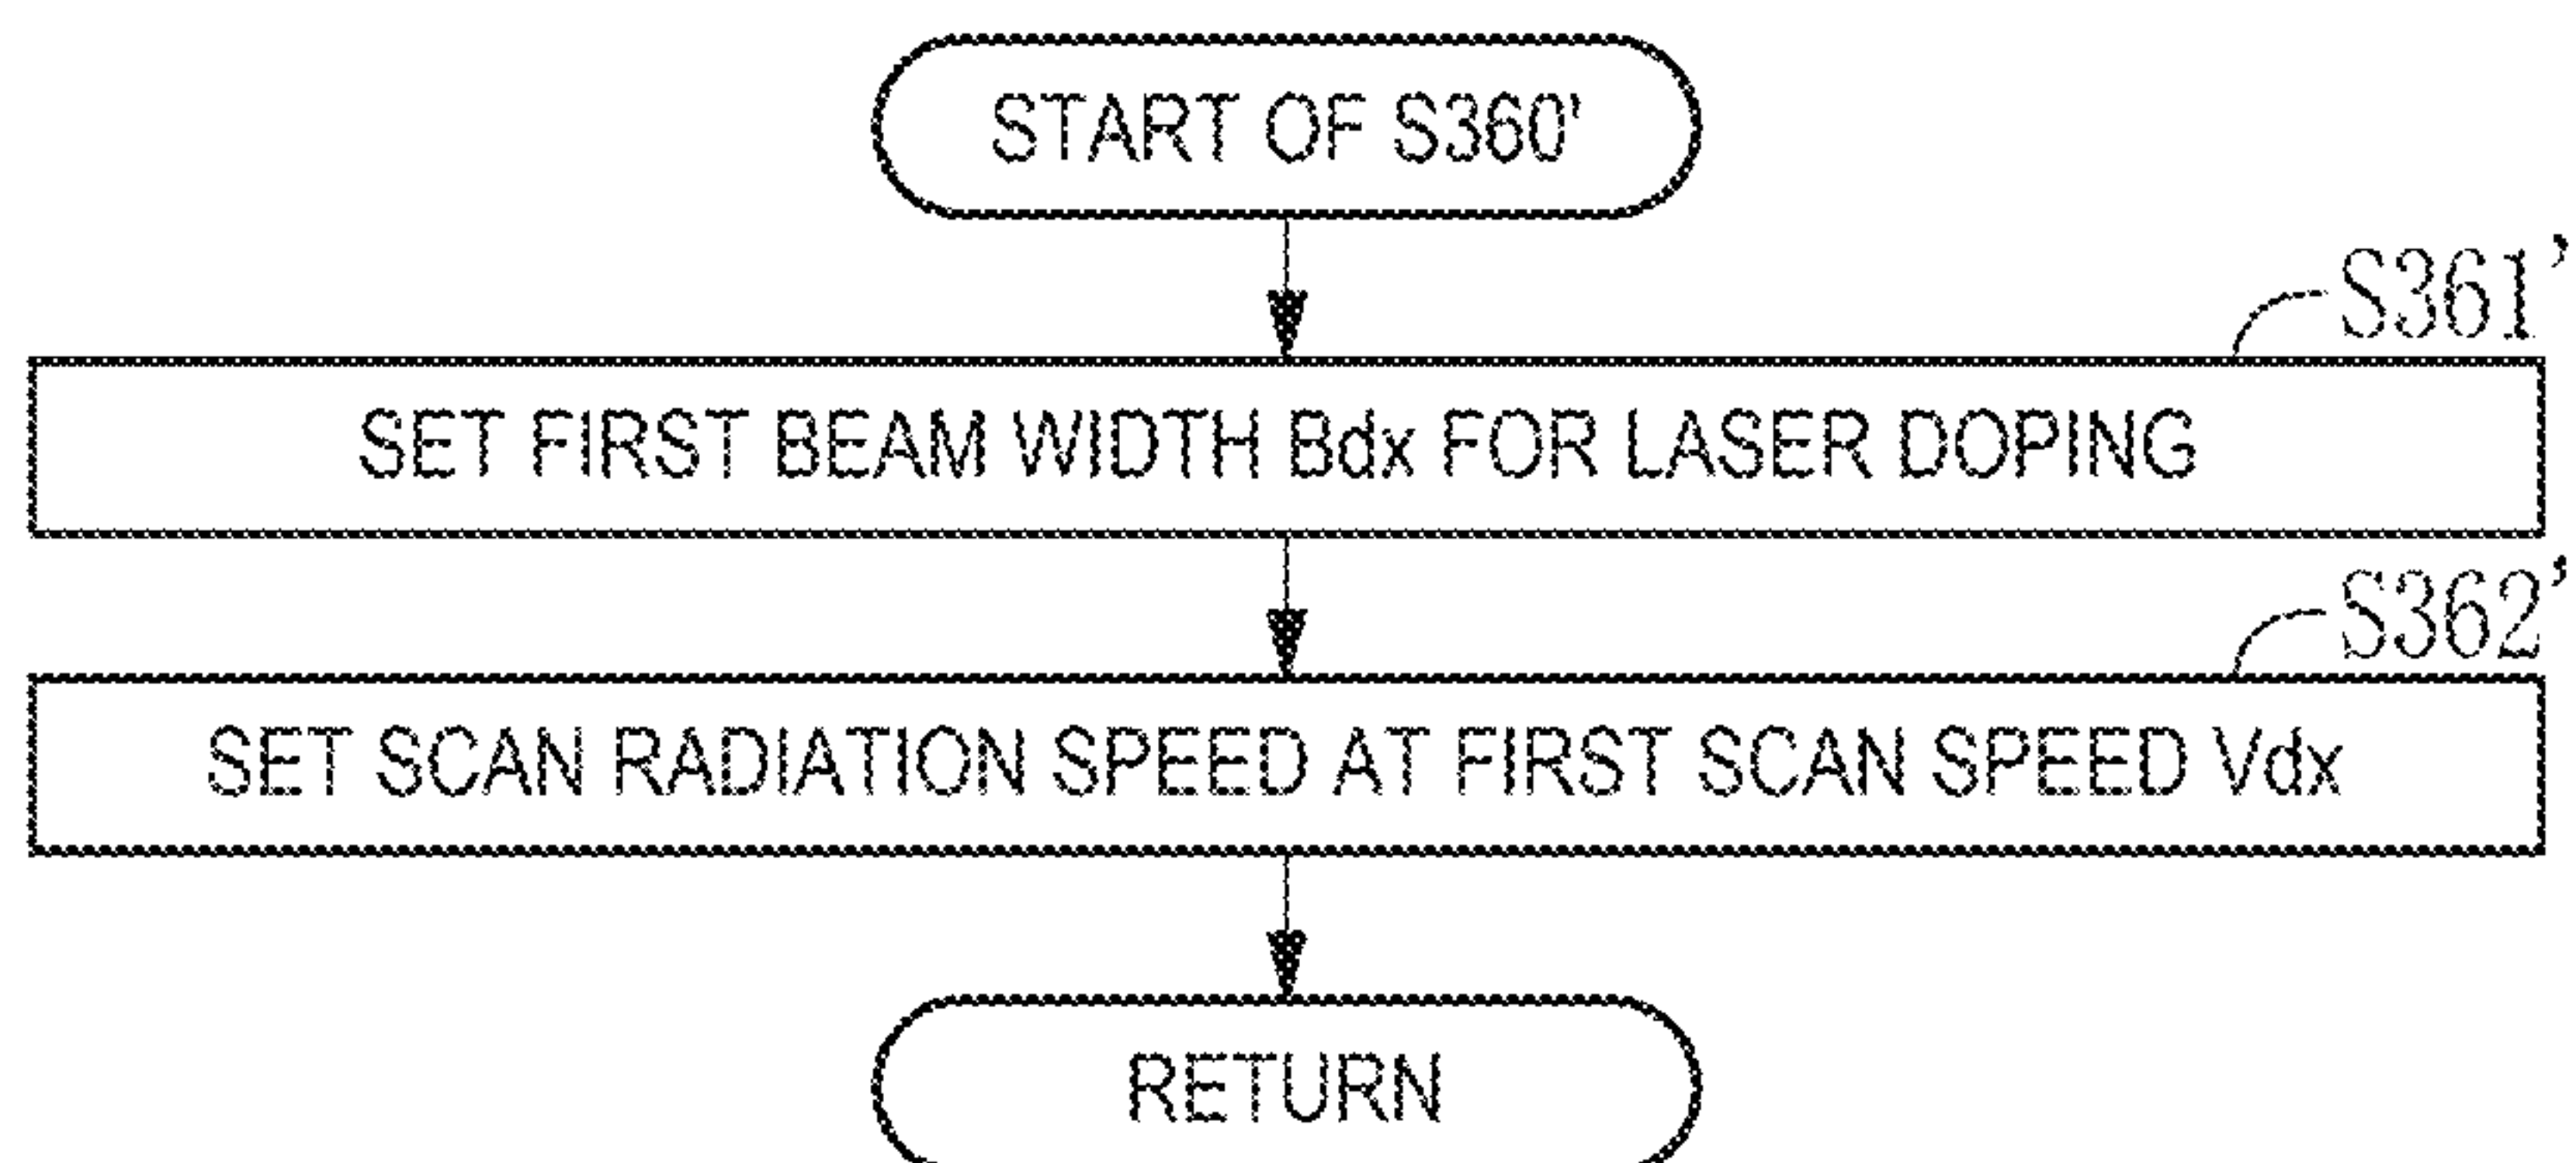 START OF S360'
S361'
SET FIRST BEAM WIDTH Bdx FOR LASER DOPING
S362'
SET SCAN RADIATION SPEED AT FIRST SCAN SPEED Vdx
RETURN